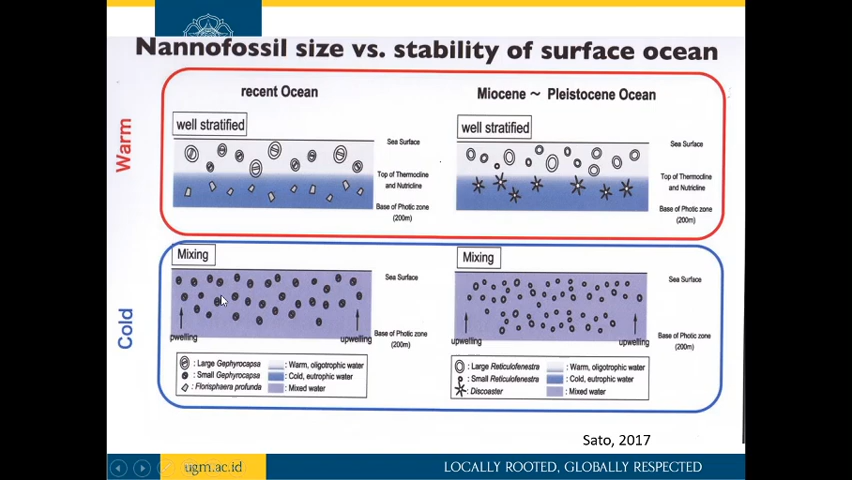 Nannofossil size vs. stability of surface ocean
Warm
recent Ocean
well stratified
Sea Surface
Top of Thermocline
and Nutricline
Base of Photic zone
(200m)
Miocene ~ Pleistocene Ocean
well stratified
Sea Surface
Top of Thermocline
and Nutricline
Base of Photic zone
(200m)
Cold
Mixing
Sea Surface
Base of Photic zone
(200m)
pwelling
upwelling
: Large Gephyrocapsa
: Small Gephyrocapsa
: Florisphaera profunda
: Warm, oligotrophic water
: Cold, eutrophic water
: Mixed water
Mixing
Sea Surface
Base of Photic zone
(200m)
upwelling
upwelling
: Large Reticulofenestra
: Small Reticulofenestra
: Discoaster
: Warm, oligotrophic water
: Cold, eutrophic water
: Mixed water
Sato, 2017
ugm.ac.id
LOCALLY ROOTED, GLOBALLY RESPECTED